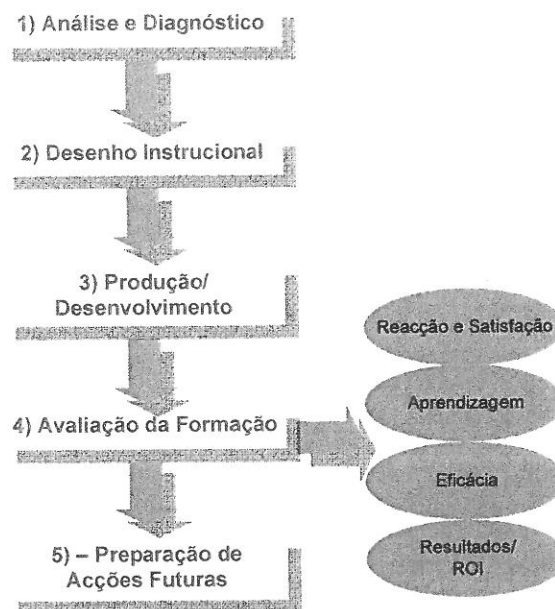 1) Análise e Diagnóstico
2) Desenho Instrucional
3) Produção/
Desenvolvimento
4) Avaliação da Formação
5) – Preparação de
Acções Futuras
Reacção e Satisfação
Aprendizagem
Eficácia
Resultados/
ROI